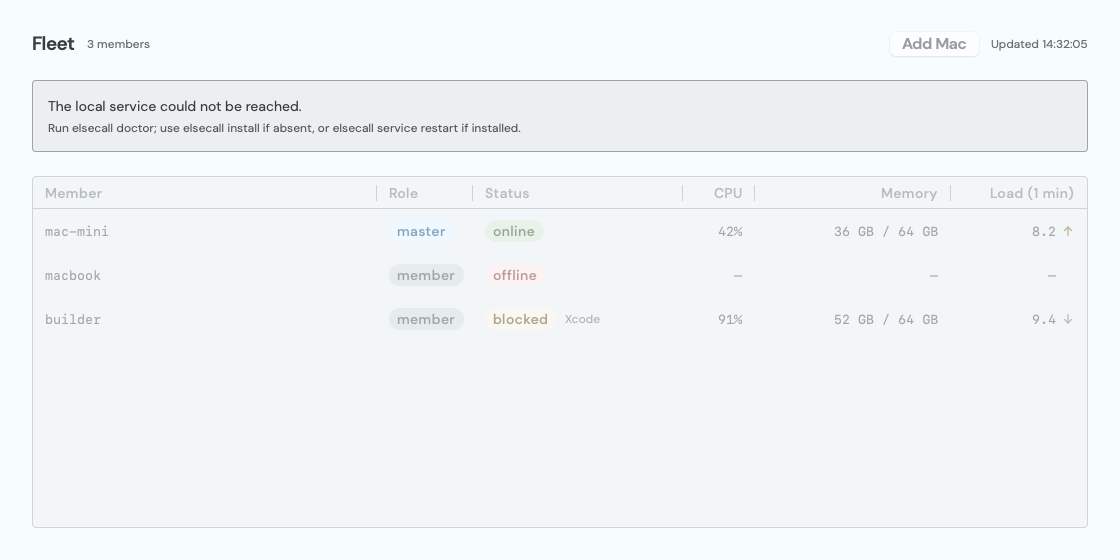 Fleet 3 members Add Mac Updated 14:32:05
The local service could not be reached.
Run elsecall doctor; use elsecall install if absent, or elsecall service restart if installed.
Member Role Status CPU Memory Load (1 min)
mac-mini master online 42% 36 GB / 64 GB 8.2 ↑
macbook member offline — — —
builder member blocked Xcode 91% 52 GB / 64 GB 9.4 ↓